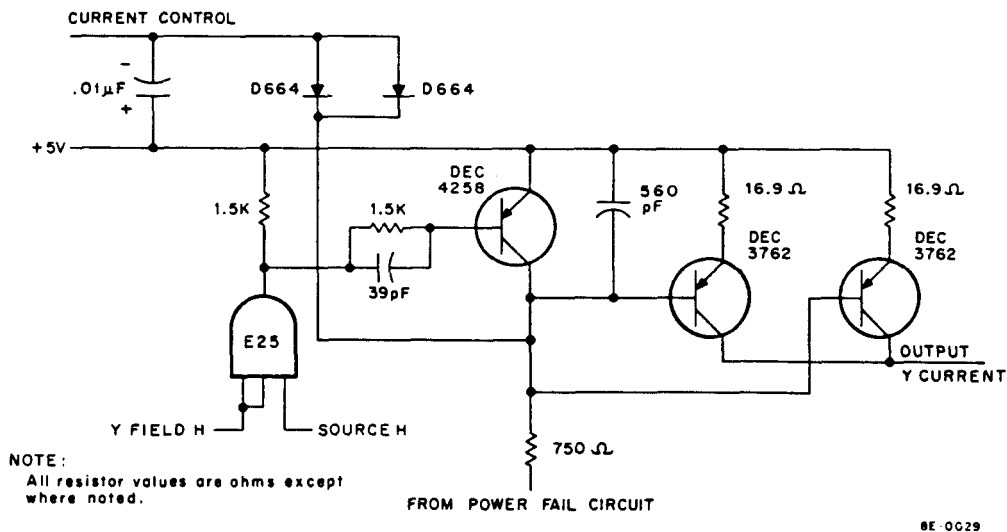 CURRENT CONTROL
-
.01µF
+
D664
D664
+5V
DEC
4258
560
pF
16.9Ω
16.9Ω
1.5K
1.5K
DEC
3762
DEC
3762
39pF
E25
OUTPUT
Y CURRENT
Y FIELD H
SOURCE H
750 Ω
NOTE:
All resistor values are ohms except
where noted.
FROM POWER FAIL CIRCUIT
8E-0029